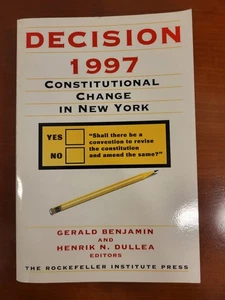 DECISION
1997
CONSTITUTIONAL
CHANGE
IN NEW YORK
YES
NO
"Shall there be a
convention to revise
the constitution
and amend the same?"
GERALD BENJAMIN
AND
HENRIK N. DULLEA
EDITORS
THE ROCKEFELLER INSTITUTE PRESS